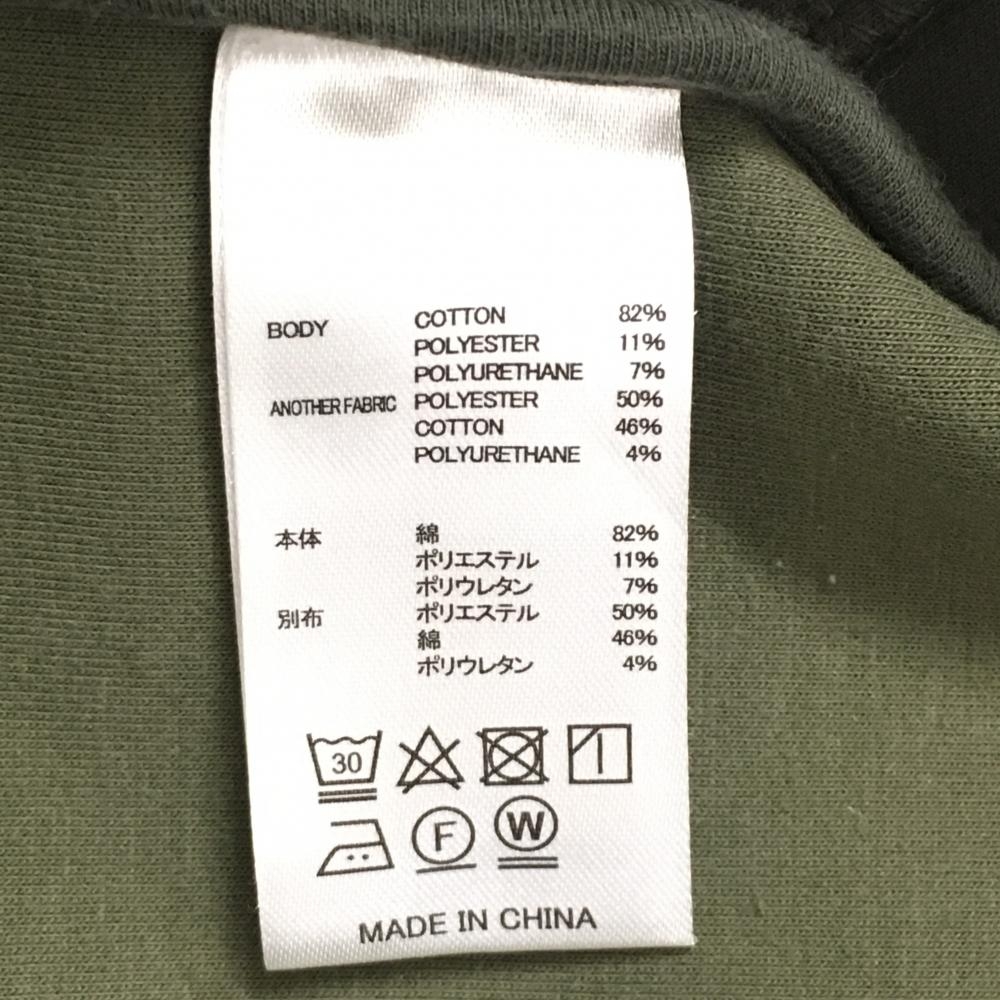 BODY COTTON 82%
POLYESTER 11%
POLYURETHANE 7%
ANOTHER FABRIC POLYESTER 50%
COTTON 46%
POLYURETHANE 4%
本体 綿 82%
ポリエステル 11%
ポリウレタン 7%
別布 ポリエステル 50%
綿 46%
ポリウレタン 4%
30
F W
MADE IN CHINA